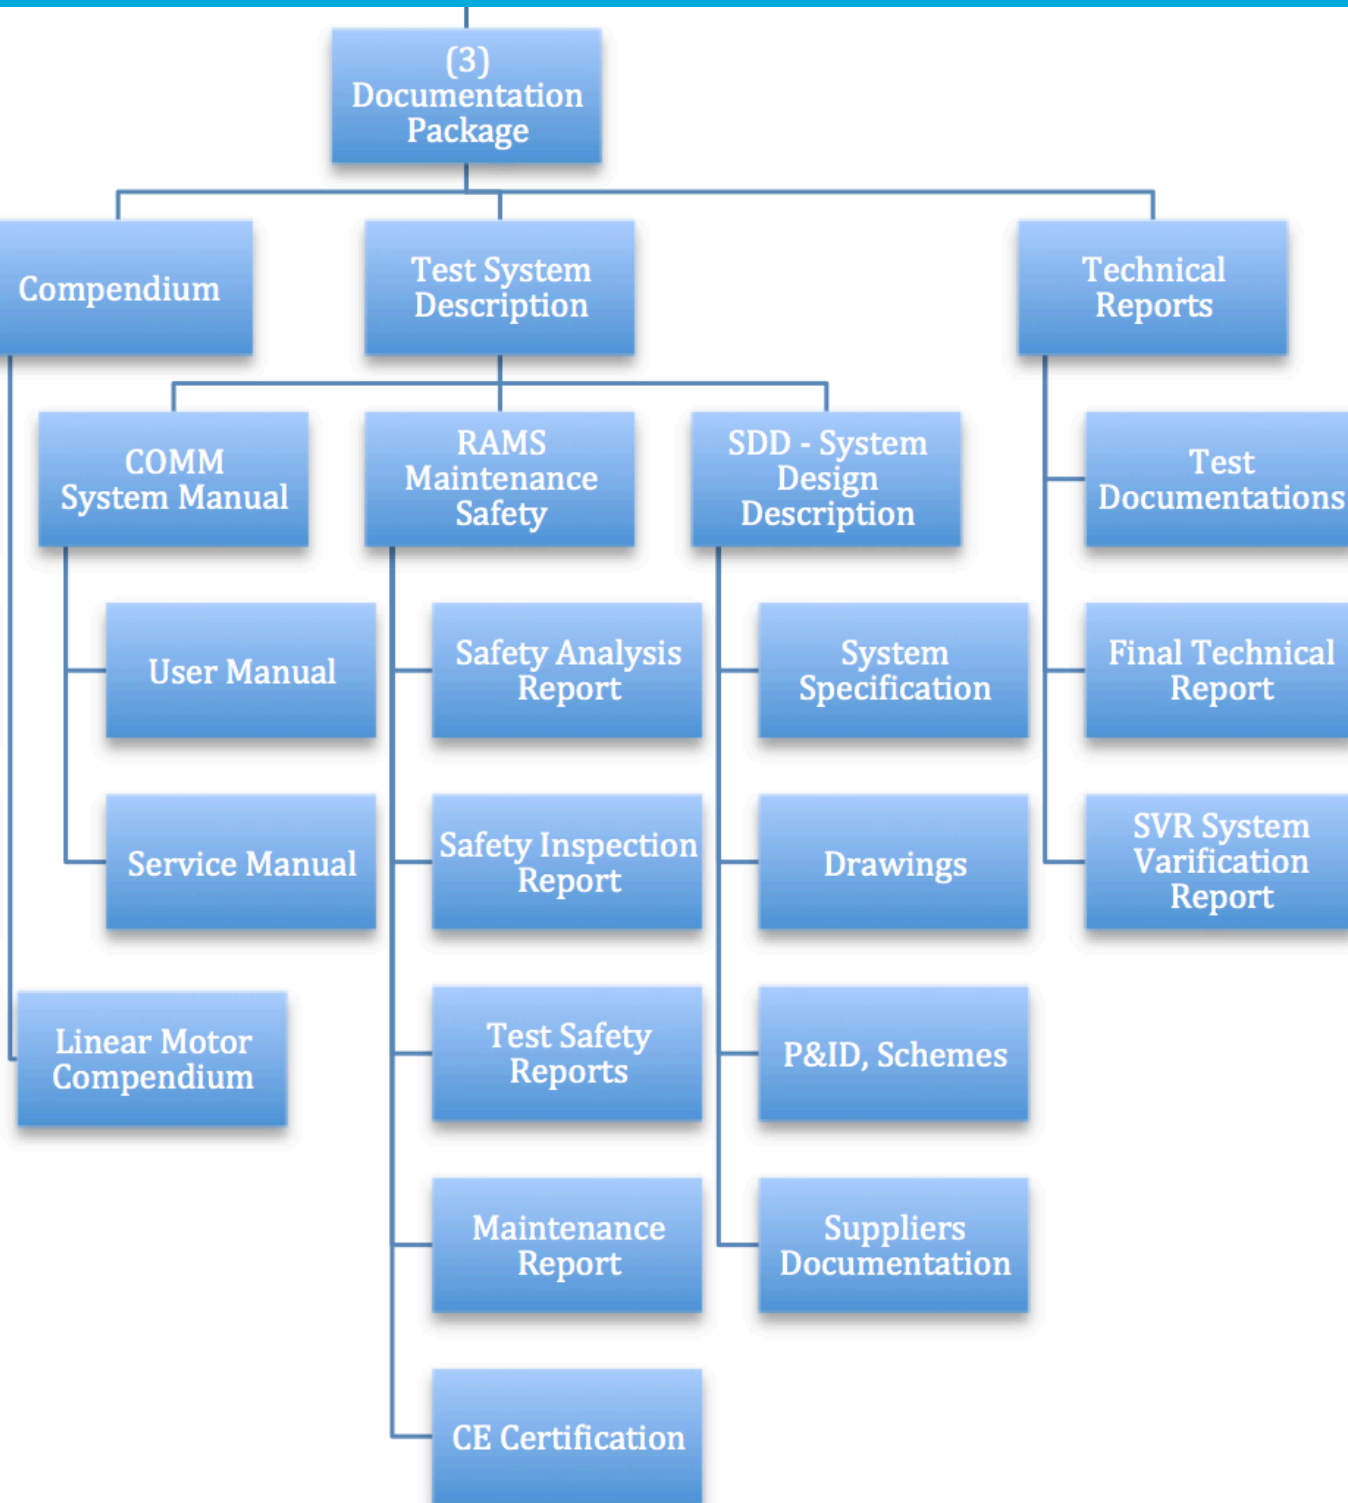 (3)
Documentation
Package
Compendium
Test System
Description
Technical
Reports
COMM
System Manual
RAMS
Maintenance
Safety
SDD - System
Design
Description
Test
Documentations
User Manual
Safety Analysis
Report
System
Specification
Final Technical
Report
Service Manual
Safety Inspection
Report
Drawings
SVR System
Varification
Report
Linear Motor
Compendium
Test Safety
Reports
P&ID, Schemes
Maintenance
Report
Suppliers
Documentation
CE Certification